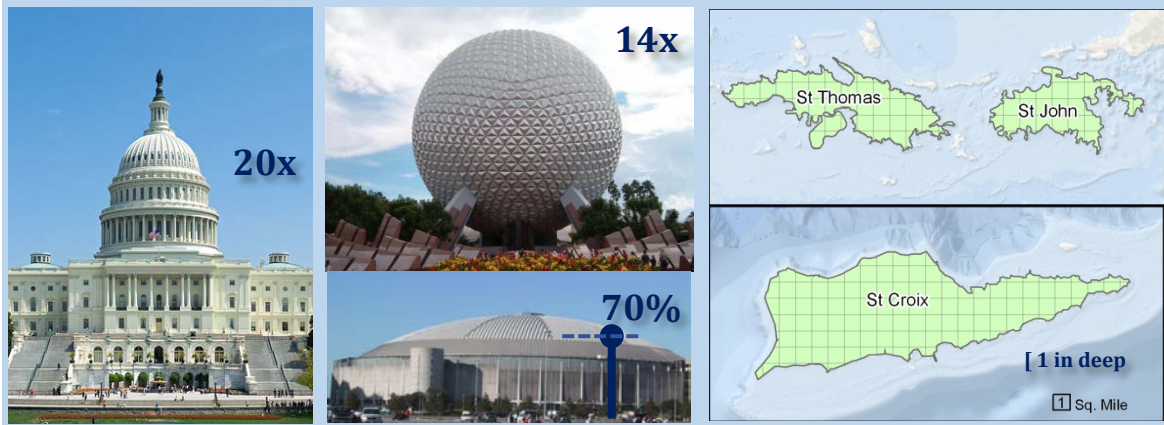 20x
14x
70%
St Thomas
St John
St Croix
[ 1 in deep
1 Sq. Mile